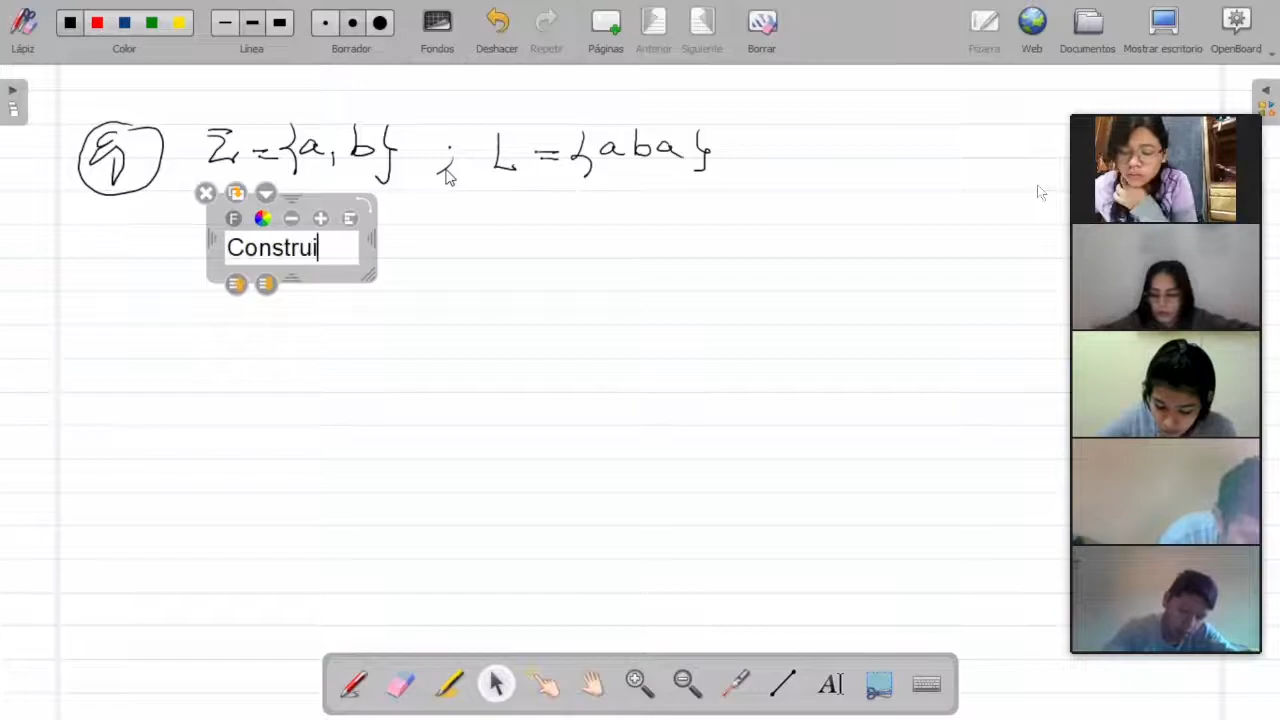 Lápiz Color Línea Borrador Fondos Deshacer Repetir Páginas Anterior Siguiente Borrar Pizarra Web Documentos Mostrar escritorio OpenBoard
Σ = {a, b} ; L = {aba}
F
Construi
AI